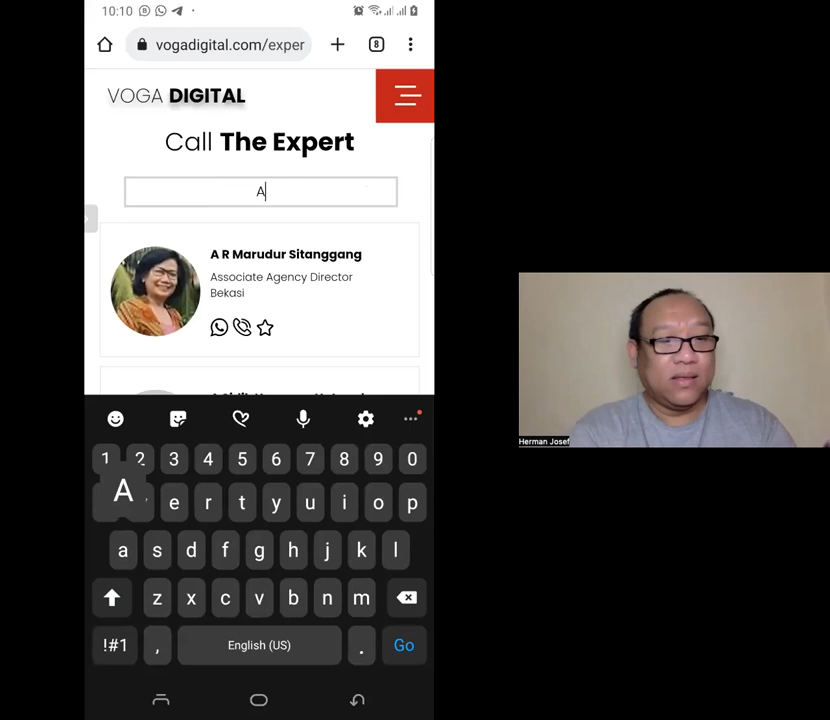 10:10
8
vogadigital.com/exper
VOGA DIGITAL
Call The Expert
A
A R Marudur Sitanggang
Associate Agency Director
Bekasi
Herman Josef
1 2 3 4 5 6 7 8 9 0
A
e r t y u i o p
a s d f g h j k l
z x c v b n m
!#1 , English (US) . Go